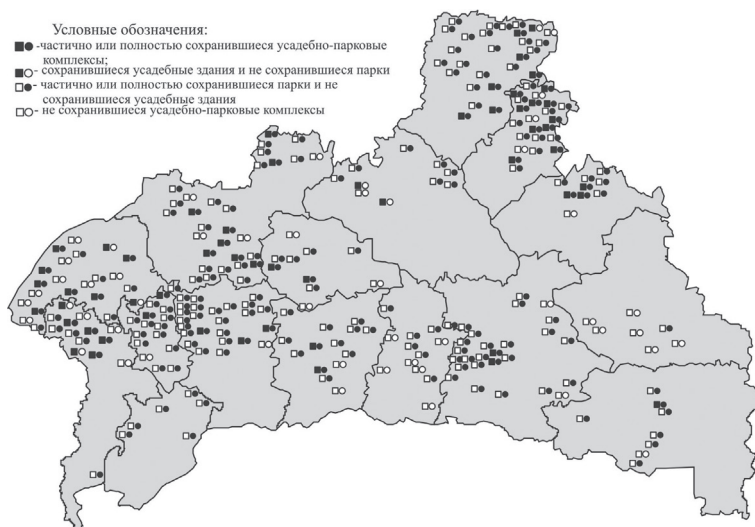 Условные обозначения:
-частично или полностью сохранившиеся усадебно-парковые
комплексы;
- сохранившиеся усадебные здания и не сохранившиеся парки
- частично или полностью сохранившиеся парки и не
сохранившиеся усадебные здания
- не сохранившиеся усадебно-парковые комплексы